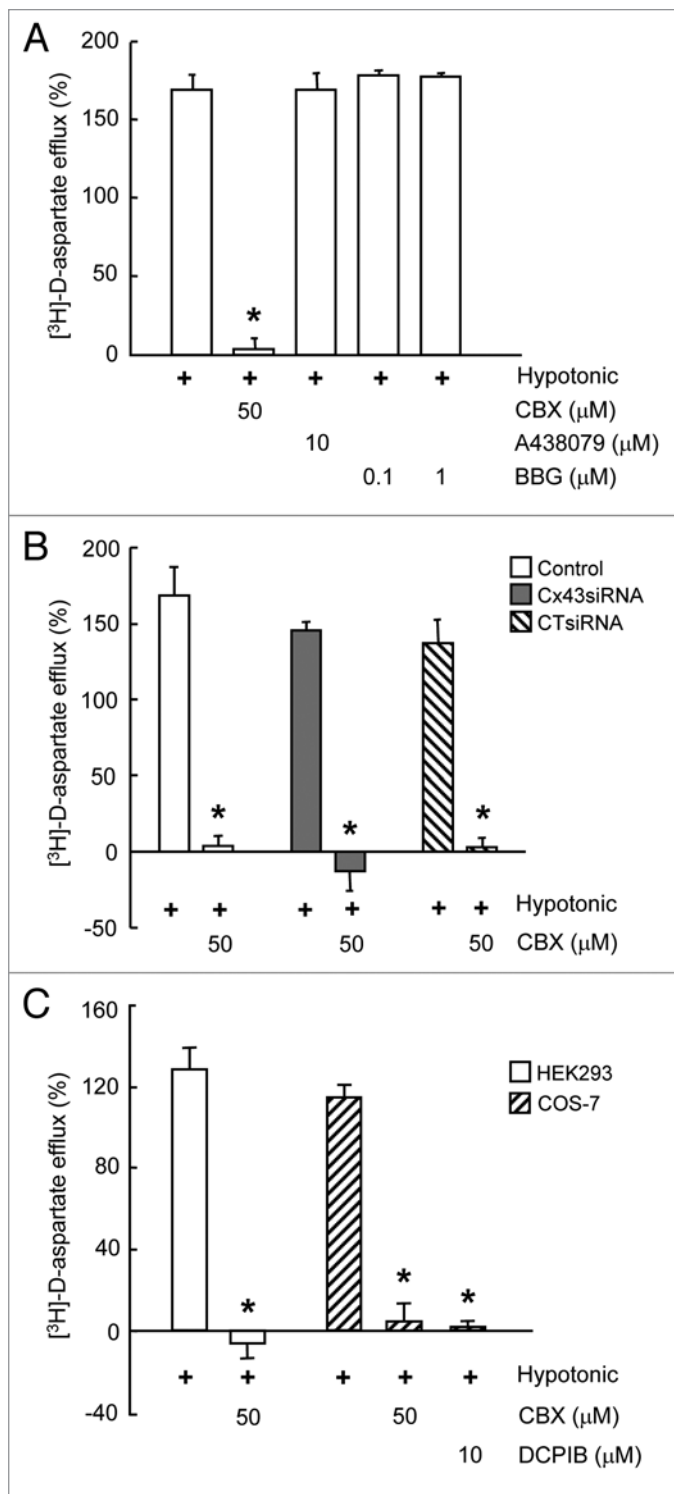 A
[³H]-D-aspartate efflux (%)
200
150
100
50
0
*
+ + + + + Hypotonic
50 CBX (μM)
10 A438079 (μM)
0.1 1 BBG (μM)
B
[³H]-D-aspartate efflux (%)
200
150
100
50
0
-50
Control
Cx43siRNA
CTsiRNA
* * *
+ + + + + + Hypotonic
50 50 50 CBX (μM)
C
[³H]-D-aspartate efflux (%)
160
120
80
40
0
-40
HEK293
COS-7
* * *
+ + + + + Hypotonic
50 50 CBX (μM)
10 DCPIB (μM)